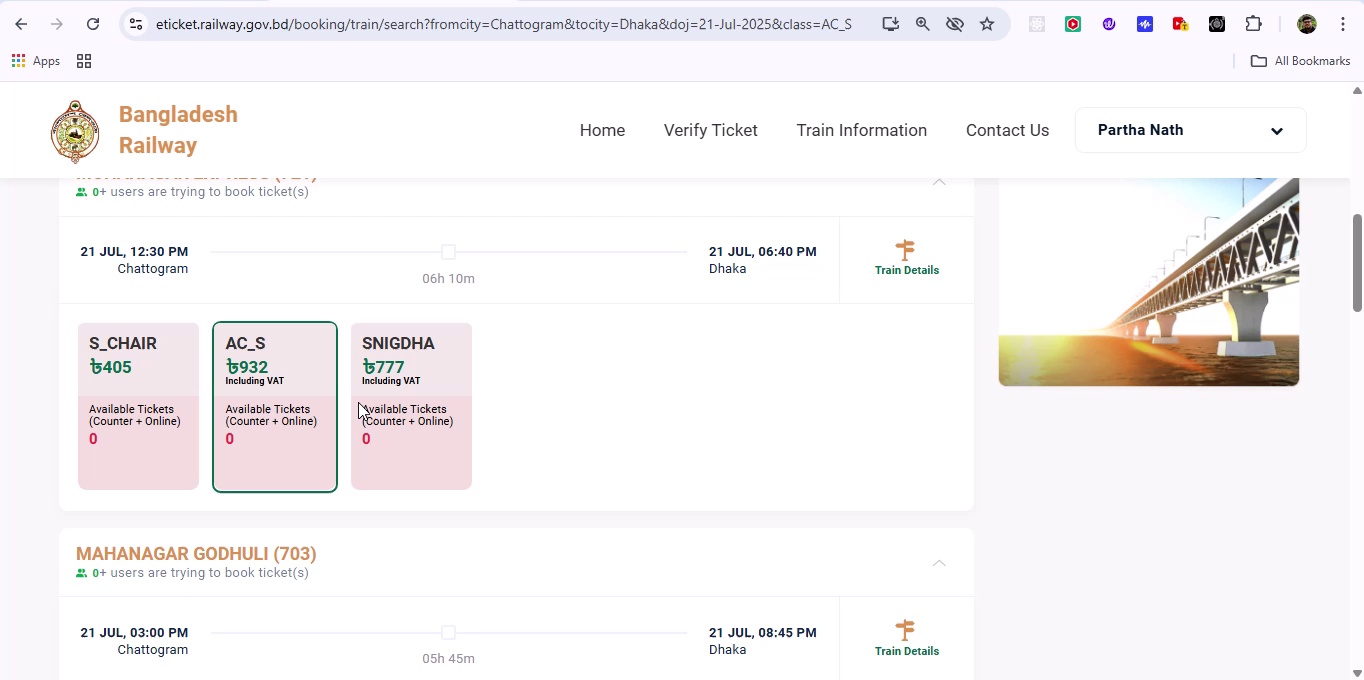 eticket.railway.gov.bd/booking/train/search?fromcity=Chattogram&tocity=Dhaka&doj=21-Jul-2025&class=AC_S
Apps
All Bookmarks
Bangladesh
Railway
Home
Verify Ticket
Train Information
Contact Us
Partha Nath
0+ users are trying to book ticket(s)
21 JUL, 12:30 PM
Chattogram
06h 10m
21 JUL, 06:40 PM
Dhaka
Train Details
S_CHAIR
৳405
Available Tickets
(Counter + Online)
0
AC_S
৳932
Including VAT
Available Tickets
(Counter + Online)
0
SNIGDHA
৳777
Including VAT
Available Tickets
(Counter + Online)
0
MAHANAGAR GODHULI (703)
0+ users are trying to book ticket(s)
21 JUL, 03:00 PM
Chattogram
05h 45m
21 JUL, 08:45 PM
Dhaka
Train Details